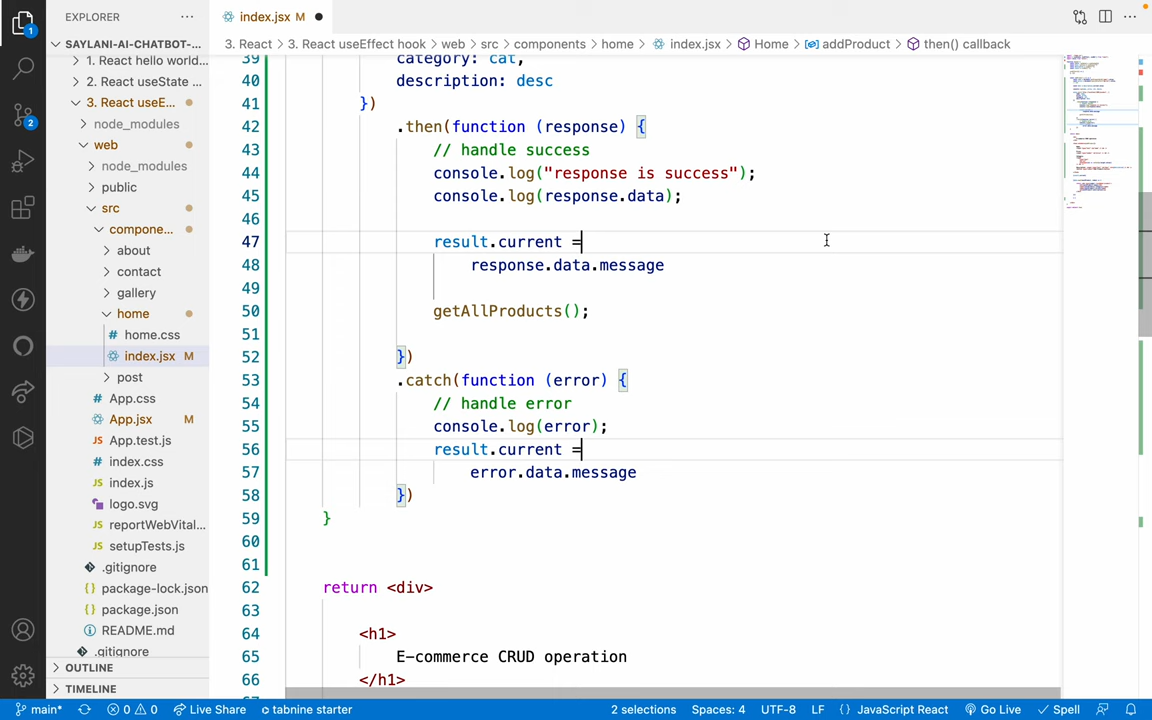 EXPLORER
index.jsx M
SAYLANI-AI-CHATBOT-...
3. React > 3. React useEffect hook > web > src > components > home > index.jsx > Home > addProduct > then() callback
1. React hello world...
2. React useState ...
3. React useE...
node_modules
web
node_modules
public
src
compone...
about
contact
gallery
home
# home.css
index.jsx M
post
# App.css
App.jsx M
JS App.test.js
# index.css
JS index.js
logo.svg
JS reportWebVital...
JS setupTests.js
.gitignore
{} package-lock.json
{} package.json
README.md
.gitignore
OUTLINE
TIMELINE
39 category: cat,
40 description: desc
41 })
42 .then(function (response) {
43 // handle success
44 console.log("response is success");
45 console.log(response.data);
46
47 result.current =
48 response.data.message
49
50 getAllProducts();
51
52 })
53 .catch(function (error) {
54 // handle error
55 console.log(error);
56 result.current =
57 error.data.message
58 })
59 }
60
61
62 return <div>
63
64 <h1>
65 E-commerce CRUD operation
66 </h1>
1
2
main* 0 0 Live Share tabnine starter 2 selections Spaces: 4 UTF-8 LF {} JavaScript React Go Live Spell